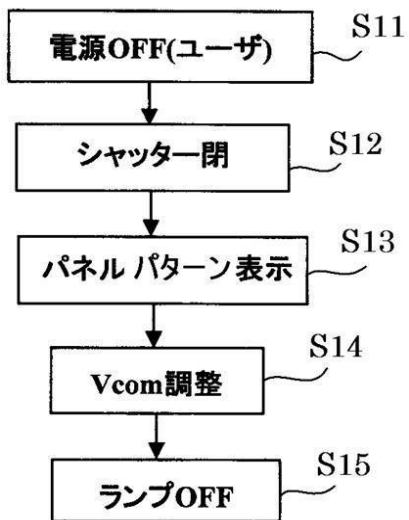 電源OFF(ユーザ)
S11
シャッター閉
S12
パネル パターン 表示
S13
Vcom調整
S14
ランプOFF
S15